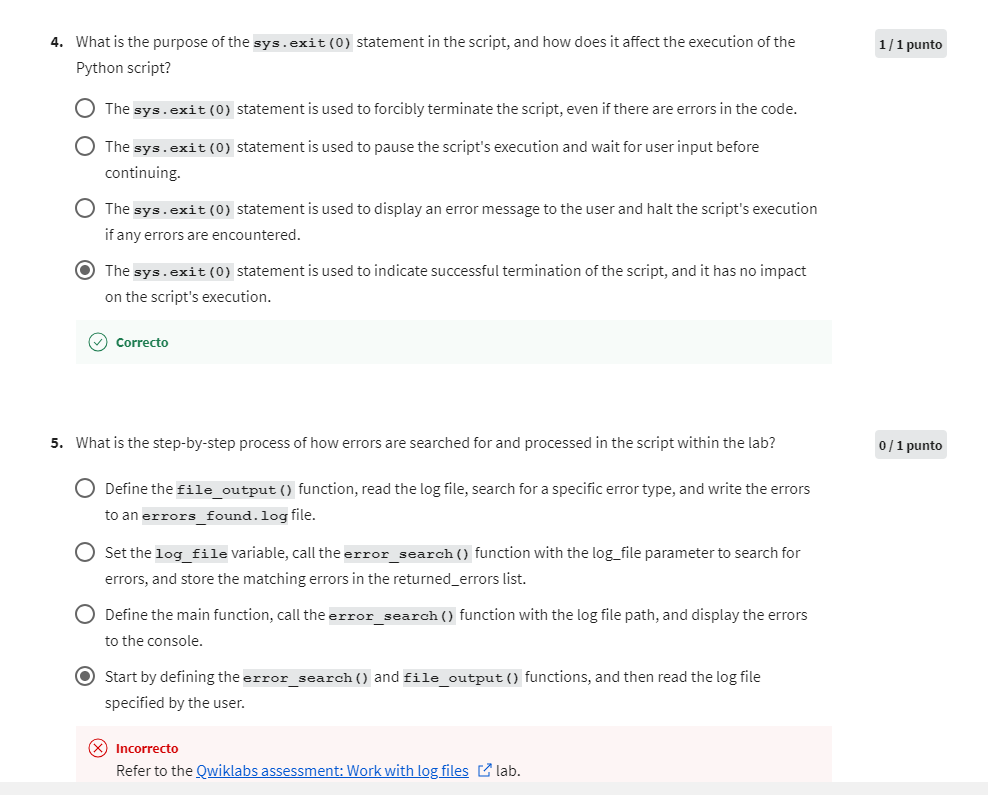 4. What is the purpose of the sys.exit(0) statement in the script, and how does it affect the execution of the
1 / 1 punto
Python script?
The sys.exit(0) statement is used to forcibly terminate the script, even if there are errors in the code.
The sys.exit(0) statement is used to pause the script's execution and wait for user input before
continuing.
The sys.exit(0) statement is used to display an error message to the user and halt the script's execution
if any errors are encountered.
The sys.exit(0) statement is used to indicate successful termination of the script, and it has no impact
on the script's execution.
Correcto
5. What is the step-by-step process of how errors are searched for and processed in the script within the lab?
0 / 1 punto
Define the file_output() function, read the log file, search for a specific error type, and write the errors
to an errors_found.log file.
Set the log_file variable, call the error_search() function with the log_file parameter to search for
errors, and store the matching errors in the returned_errors list.
Define the main function, call the error_search() function with the log file path, and display the errors
to the console.
Start by defining the error_search() and file_output() functions, and then read the log file
specified by the user.
Incorrecto
Refer to the Qwiklabs assessment: Work with log files lab.